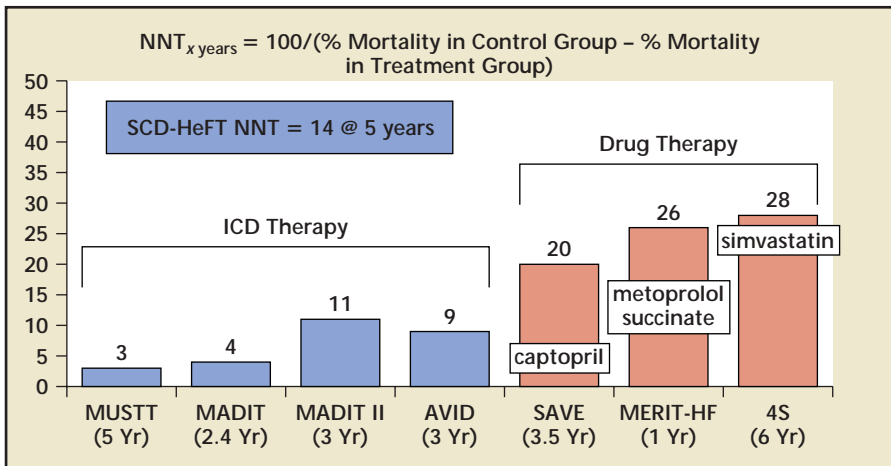 NNTx years = 100/(% Mortality in Control Group – % Mortality
in Treatment Group)
50
45
40
35
30
25
20
15
10
5
0
SCD-HeFT NNT = 14 @ 5 years
ICD Therapy
Drug Therapy
3
4
11
9
20
26
28
captopril
metoprolol
succinate
simvastatin
MUSTT
(5 Yr)
MADIT
(2.4 Yr)
MADIT II
(3 Yr)
AVID
(3 Yr)
SAVE
(3.5 Yr)
MERIT-HF
(1 Yr)
4S
(6 Yr)